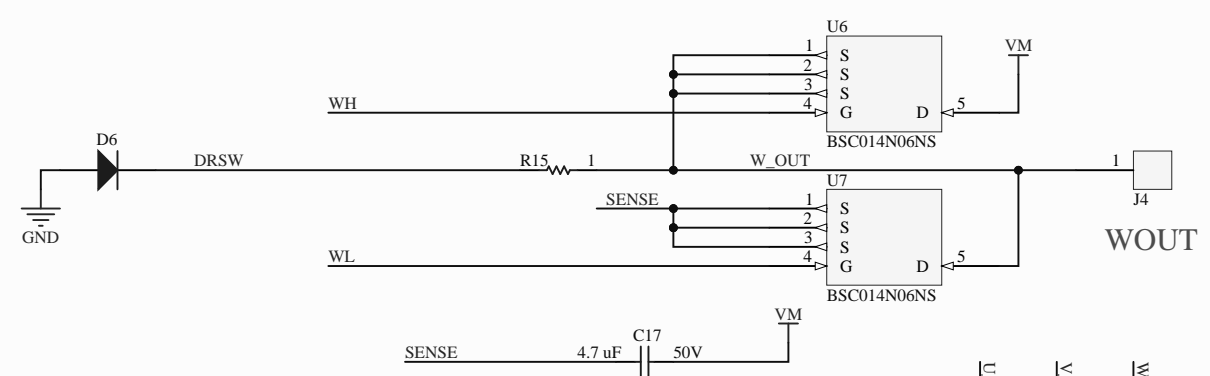 U6
1 S
VM
2 S
3 S
WH 4 G D 5
BSC014N06NS
D6
DRSW R15 1 W_OUT 1
U7
J4
SENSE 1 S
GND
2 S
WOUT
3 S
WL 4 G D 5
BSC014N06NS
VM
C17
SENSE 4.7 uF 50V
U
V
W